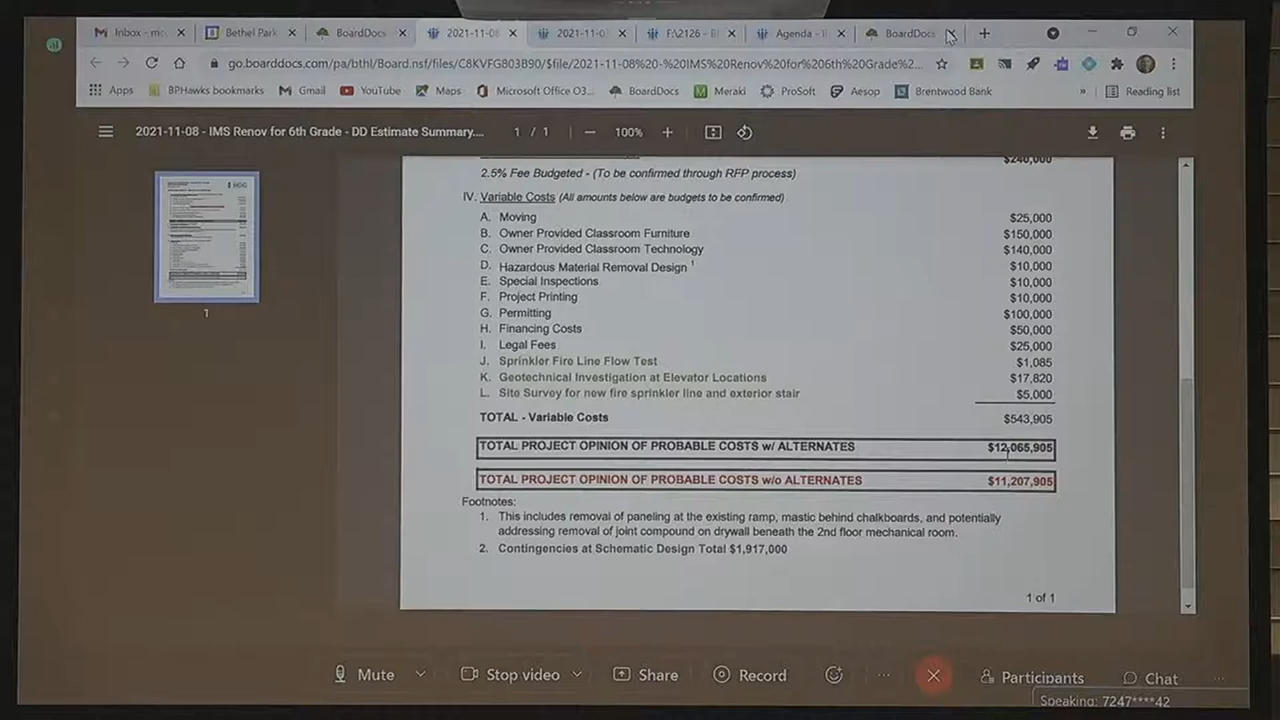 Inbox - mc
Bethel Park
BoardDocs
2021-11-08
2021-11-0
F:\2126 - B
Agenda - I
BoardDocs
go.boarddocs.com/pa/bthl/Board.nsf/files/C8KVFG803B90/$file/2021-11-08%20-%20IMS%20Renov%20for%206th%20Grade%2...
Apps
BPHawks bookmarks
Gmail
YouTube
Maps
Microsoft Office O3...
BoardDocs
Meraki
ProSoft
Aesop
Brentwood Bank
»
Reading list
2021-11-08 - IMS Renov for 6th Grade - DD Estimate Summary....
1 / 1
100%
1
$240,000
2.5% Fee Budgeted - (To be confirmed through RFP process)
IV. Variable Costs (All amounts below are budgets to be confirmed)
A. Moving $25,000
B. Owner Provided Classroom Furniture $150,000
C. Owner Provided Classroom Technology $140,000
D. Hazardous Material Removal Design ¹ $10,000
E. Special Inspections $10,000
F. Project Printing $10,000
G. Permitting $100,000
H. Financing Costs $50,000
I. Legal Fees $25,000
J. Sprinkler Fire Line Flow Test $1,085
K. Geotechnical Investigation at Elevator Locations $17,820
L. Site Survey for new fire sprinkler line and exterior stair $5,000
TOTAL - Variable Costs $543,905
TOTAL PROJECT OPINION OF PROBABLE COSTS w/ ALTERNATES $12,065,905
TOTAL PROJECT OPINION OF PROBABLE COSTS w/o ALTERNATES $11,207,905
Footnotes:
1. This includes removal of paneling at the existing ramp, mastic behind chalkboards, and potentially
addressing removal of joint compound on drywall beneath the 2nd floor mechanical room.
2. Contingencies at Schematic Design Total $1,917,000
1 of 1
Mute
Stop video
Share
Record
Participants
Chat
Speaking: 7247****42